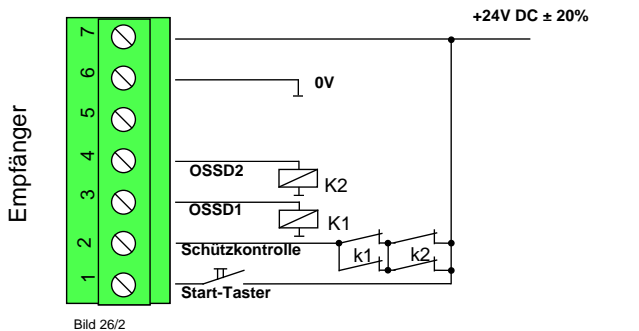 +24V DC ± 20%
Empfänger
7
6
0V
5
4
OSSD2
K2
3
OSSD1
K1
2
Schützkontrolle
k1
k2
1
Start-Taster
Bild 26/2